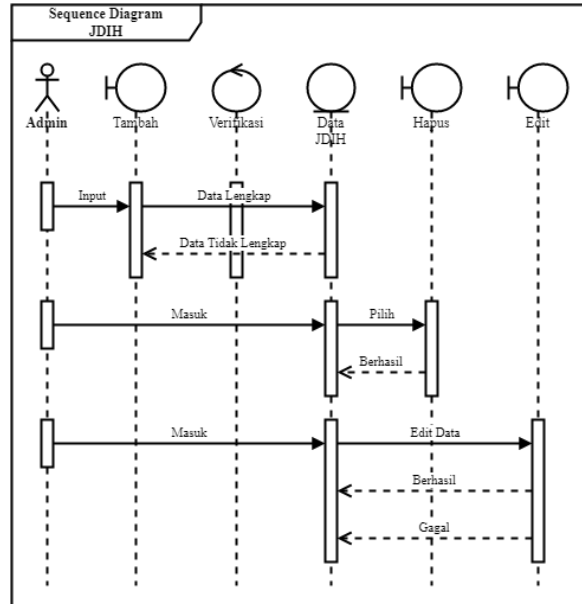 Sequence Diagram
JDIH
Admin
Tambah
Verifikasi
Data
JDIH
Hapus
Edit
Input
Data Lengkap
Data Tidak Lengkap
Masuk
Pilih
Berhasil
Masuk
Edit Data
Berhasil
Gagal